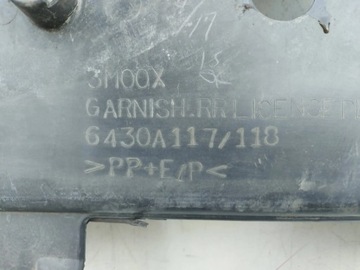 3M00X
GARNISH.RR LICENSE P
6430A117/118
>PP+E/P<